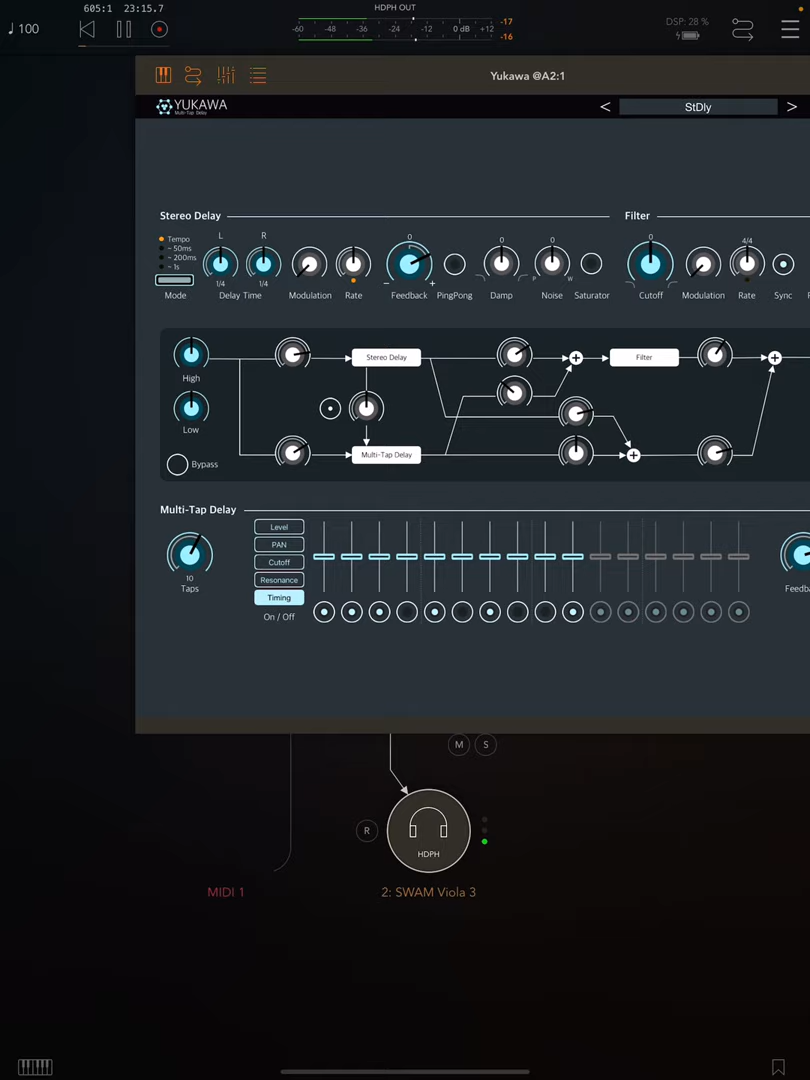 605:1 23:15.7
HDPH OUT
♩ 100
-60 -48 -36 -24 -12 0 dB +12
-17
-16
DSP: 28 %
Yukawa @A2:1
YUKAWA
Multi-Tap Delay
<
StDly
>
Stereo Delay
Filter
Tempo
~ 50ms
~ 200ms
~ 1s
Mode
L
R
1/4
1/4
Delay Time
Modulation
Rate
0
− +
Feedback
PingPong
0
Damp
0
P W
Noise
Saturator
0
Cutoff
Modulation
4/4
Rate
Sync
High
Low
Bypass
Stereo Delay
Filter
Multi-Tap Delay
Multi-Tap Delay
10
Taps
Level
PAN
Cutoff
Resonance
Timing
On / Off
Feedba
M S
R
HDPH
MIDI 1
2: SWAM Viola 3